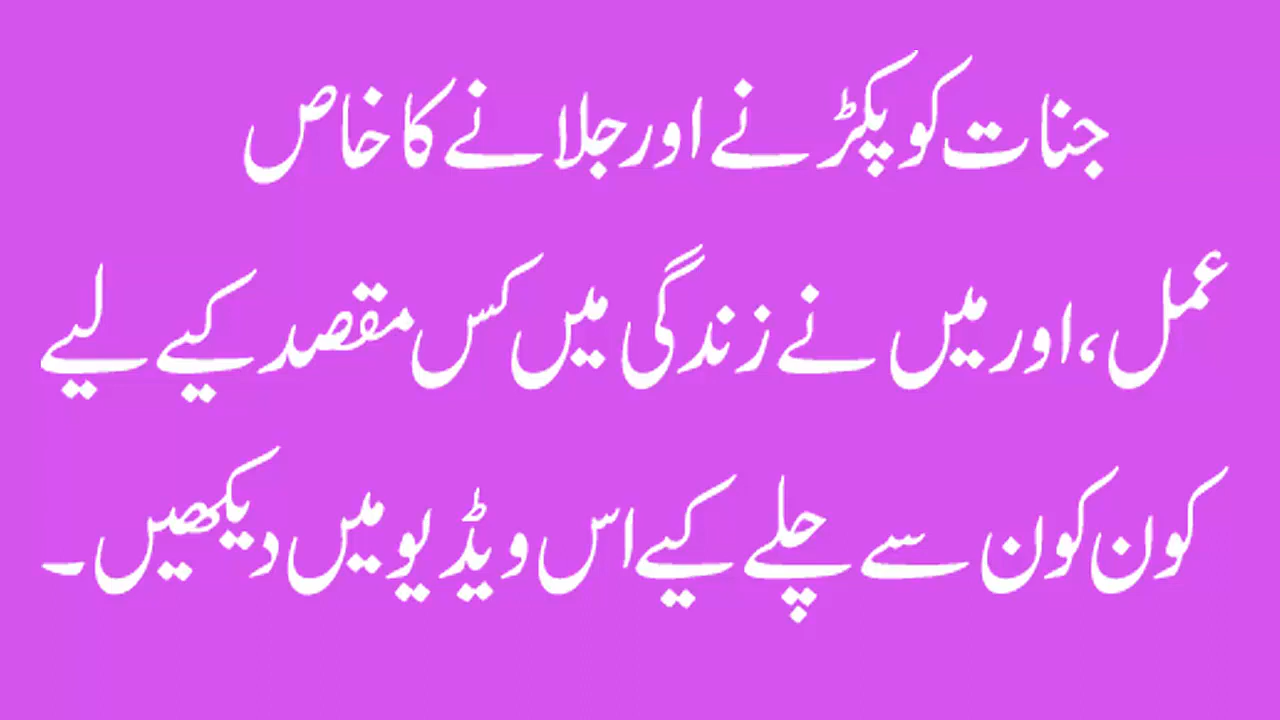 جنات کو پکڑنے اور جلانے کا خاص
عمل، اور میں نے زندگی میں کس مقصد کیے لیے
کون کون سے چلے کیے اس ویڈیو میں دیکھیں۔